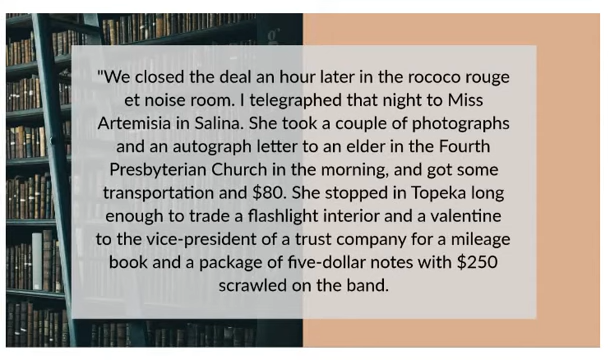 "We closed the deal an hour later in the rococo rouge
et noise room. I telegraphed that night to Miss
Artemisia in Salina. She took a couple of photographs
and an autograph letter to an elder in the Fourth
Presbyterian Church in the morning, and got some
transportation and $80. She stopped in Topeka long
enough to trade a flashlight interior and a valentine
to the vice-president of a trust company for a mileage
book and a package of five-dollar notes with $250
scrawled on the band.